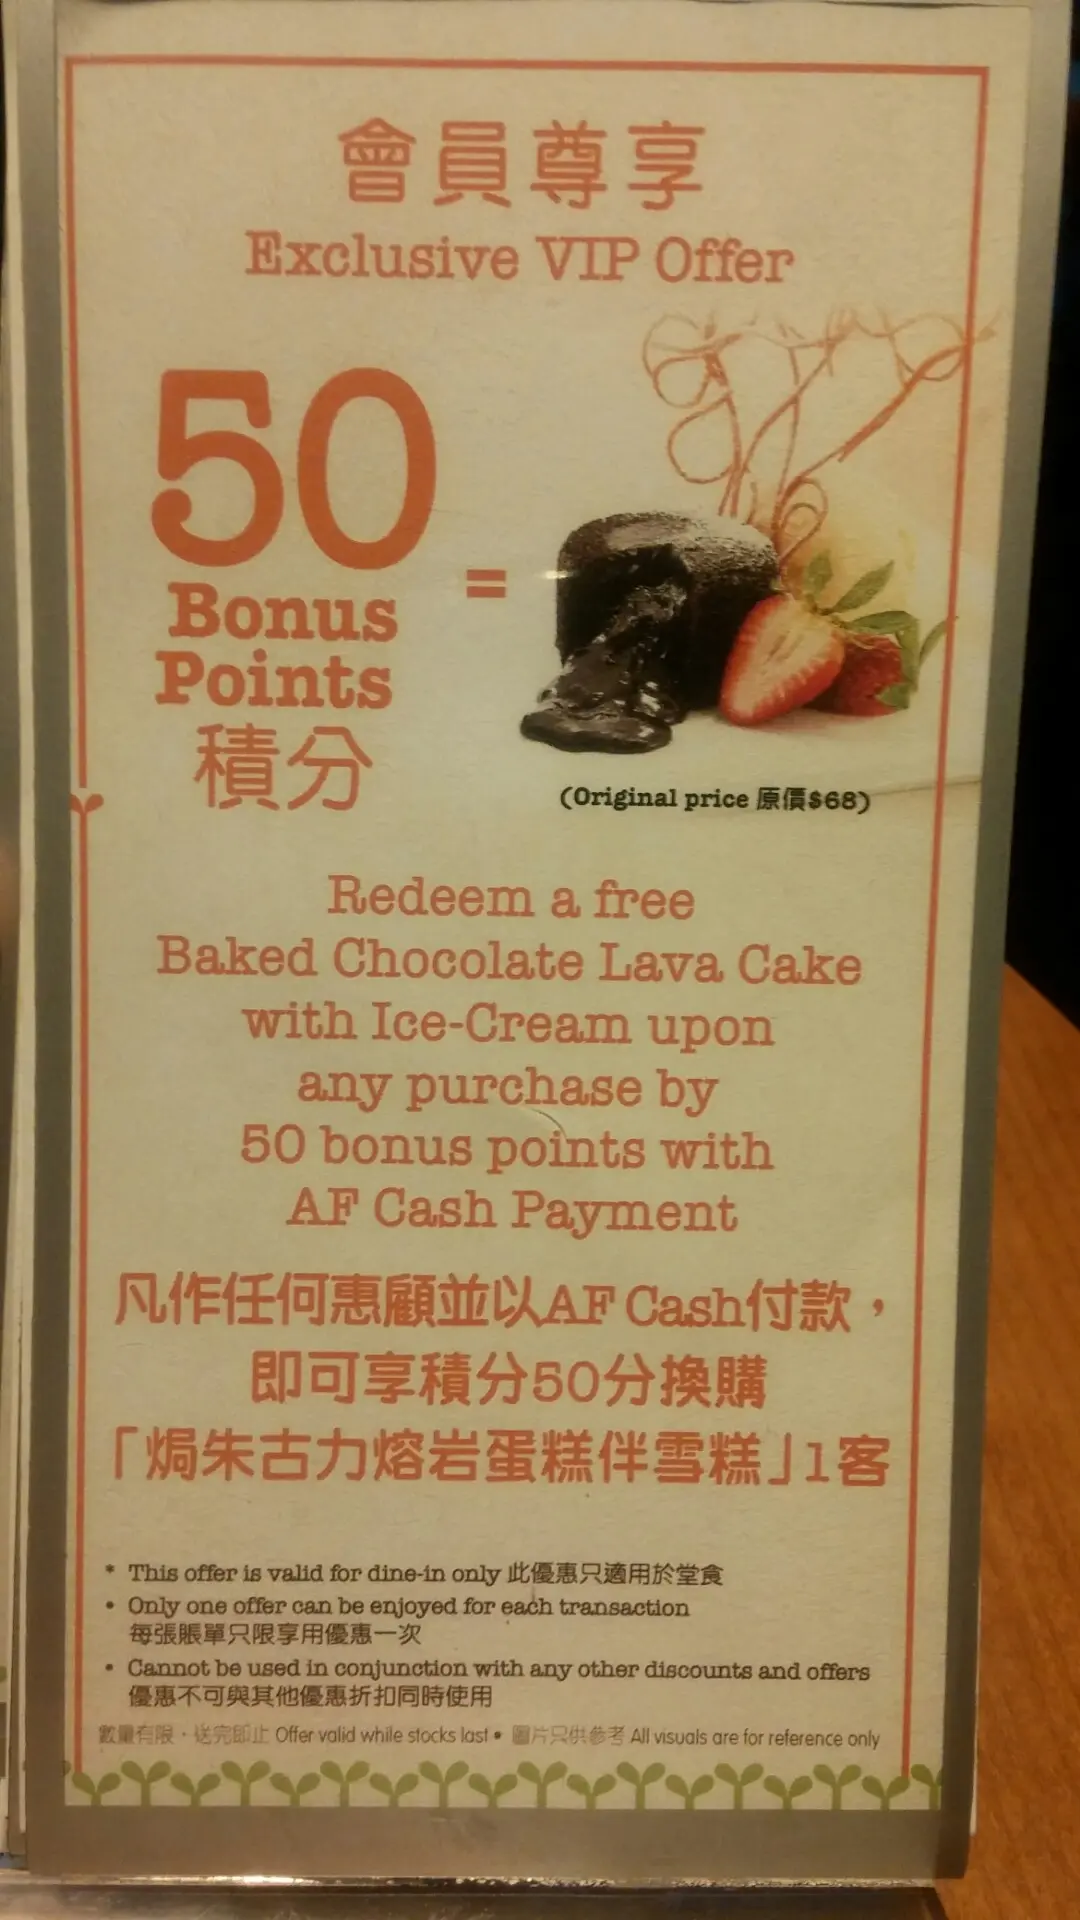 會員尊享
Exclusive VIP Offer
50
Bonus
Points
積分
=
(Original price 原價$68)
Redeem a free
Baked Chocolate Lava Cake
with Ice-Cream upon
any purchase by
50 bonus points with
AF Cash Payment
凡作任何惠顧並以AF Cash付款，
即可享積分50分換購
「焗朱古力熔岩蛋糕伴雪糕」1客
* This offer is valid for dine-in only 此優惠只適用於堂食
• Only one offer can be enjoyed for each transaction
每張賬單只限享用優惠一次
• Cannot be used in conjunction with any other discounts and offers
優惠不可與其他優惠折扣同時使用
數量有限，送完即止 Offer valid while stocks last • 圖片只供參考 All visuals are for reference only